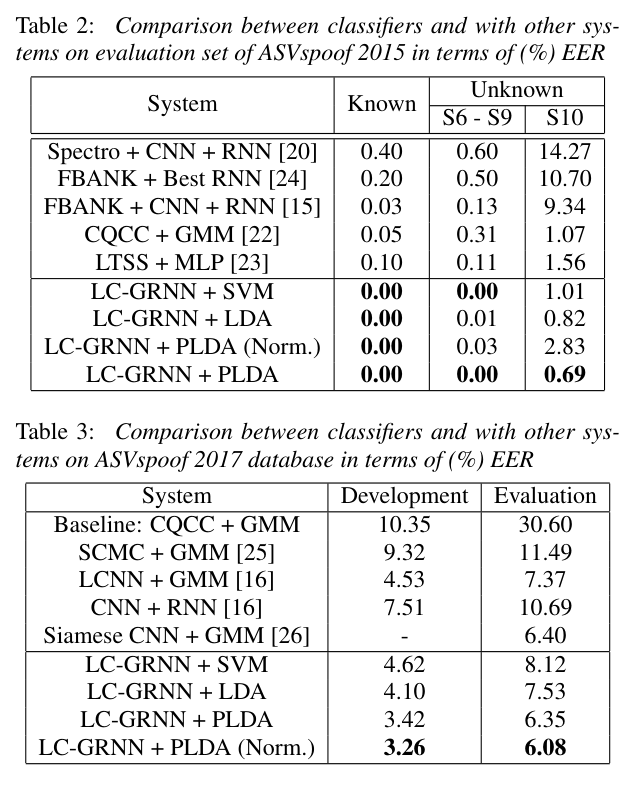 Table 2: Comparison between classifiers and with other sys-
tems on evaluation set of ASVspoof 2015 in terms of (%) EER
System Known Unknown
S6 - S9 S10
Spectro + CNN + RNN [20] 0.40 0.60 14.27
FBANK + Best RNN [24] 0.20 0.50 10.70
FBANK + CNN + RNN [15] 0.03 0.13 9.34
CQCC + GMM [22] 0.05 0.31 1.07
LTSS + MLP [23] 0.10 0.11 1.56
LC-GRNN + SVM 0.00 0.00 1.01
LC-GRNN + LDA 0.00 0.01 0.82
LC-GRNN + PLDA (Norm.) 0.00 0.03 2.83
LC-GRNN + PLDA 0.00 0.00 0.69
Table 3: Comparison between classifiers and with other sys-
tems on ASVspoof 2017 database in terms of (%) EER
System Development Evaluation
Baseline: CQCC + GMM 10.35 30.60
SCMC + GMM [25] 9.32 11.49
LCNN + GMM [16] 4.53 7.37
CNN + RNN [16] 7.51 10.69
Siamese CNN + GMM [26] - 6.40
LC-GRNN + SVM 4.62 8.12
LC-GRNN + LDA 4.10 7.53
LC-GRNN + PLDA 3.42 6.35
LC-GRNN + PLDA (Norm.) 3.26 6.08